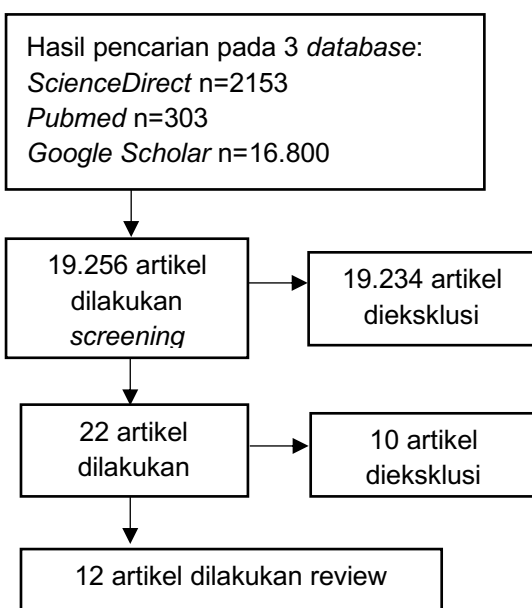 Hasil pencarian pada 3 database:
ScienceDirect n=2153
Pubmed n=303
Google Scholar n=16.800
19.256 artikel
dilakukan
screening
19.234 artikel
dieksklusi
22 artikel
dilakukan
10 artikel
dieksklusi
12 artikel dilakukan review